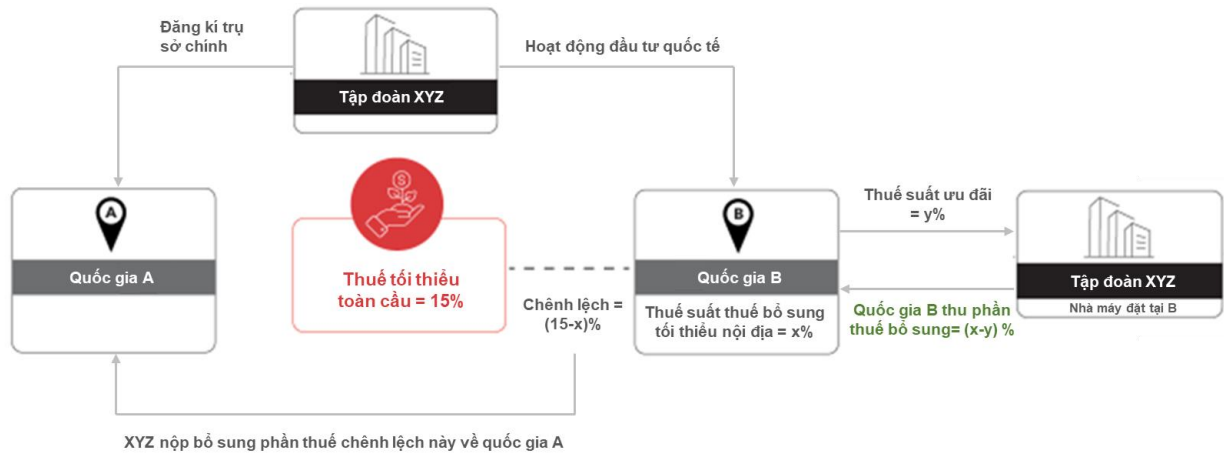 Đăng kí trụ
sở chính
Hoạt động đầu tư quốc tế
Tập đoàn XYZ
A
Quốc gia A
Thuế tối thiểu
toàn cầu = 15%
Chênh lệch =
(15-x)%
B
Quốc gia B
Thuế suất thuế bổ sung
tối thiểu nội địa = x%
Thuế suất ưu đãi
= y%
Quốc gia B thu phần
thuế bổ sung= (x-y) %
Tập đoàn XYZ
Nhà máy đặt tại B
XYZ nộp bổ sung phần thuế chênh lệch này về quốc gia A